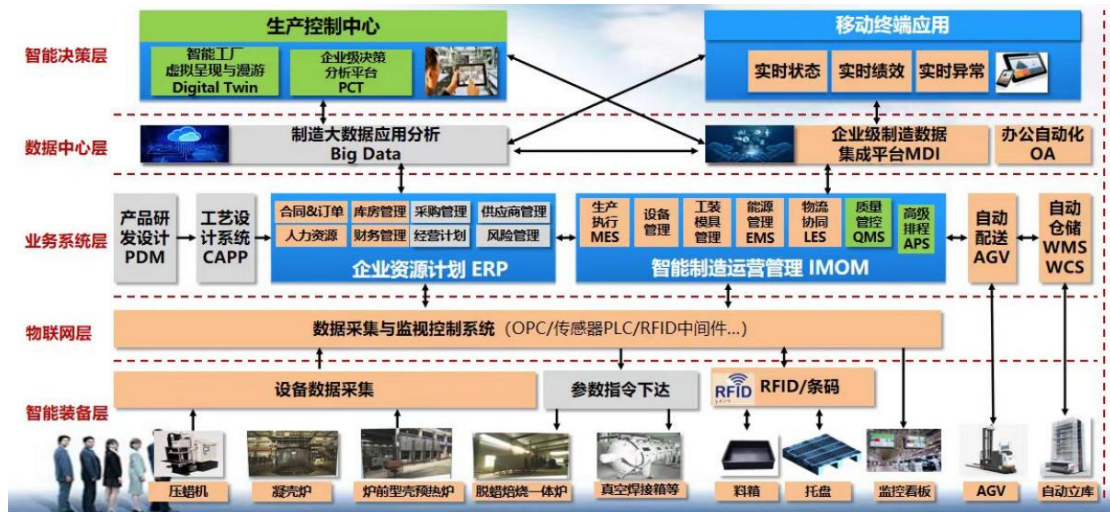 智能决策层
生产控制中心
智能工厂
虚拟呈现与漫游
Digital Twin
企业级决策
分析平台
PCT
移动终端应用
实时状态
实时绩效
实时异常
数据中心层
制造大数据应用分析
Big Data
企业级制造数据
集成平台MDI
办公自动化
OA
业务系统层
产品研
发设计
PDM
工艺设
计系统
CAPP
合同&订单
库房管理
采购管理
供应商管理
人力资源
财务管理
经营计划
风险管理
企业资源计划 ERP
生产
执行
MES
设备
管理
工装
模具
管理
能源
管理
EMS
物流
协同
LES
质量
管控
QMS
高级
排程
APS
智能制造运营管理 IMOM
自动
配送
AGV
自动
仓储
WMS
WCS
物联网层
数据采集与监视控制系统（OPC/传感器PLC/RFID中间件...）
智能装备层
设备数据采集
参数指令下达
RFID
RFID/条码
压蜡机
凝壳炉
炉前型壳预热炉
脱蜡焙烧一体炉
真空焊接箱等
料箱
托盘
监控看板
AGV
自动立库